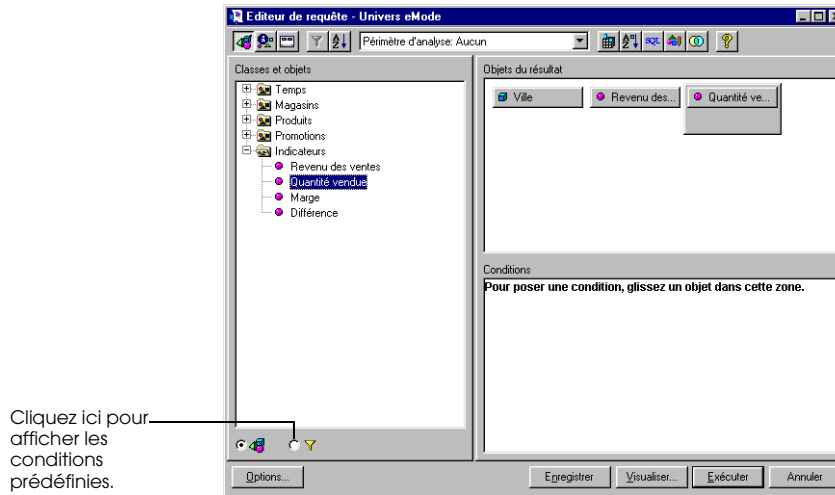 Editeur de requête - Univers eMode
Périmètre d'analyse: Aucun
SQL
Classes et objets
Temps
Magasins
Produits
Promotions
Indicateurs
Revenu des ventes
Quantité vendue
Marge
Différence
Objets du résultat
Ville
Revenu des...
Quantité ve...
Conditions
Pour poser une condition, glissez un objet dans cette zone.
Cliquez ici pour
afficher les
conditions
prédéfinies.
Options...
Enregistrer
Visualiser...
Exécuter
Annuler